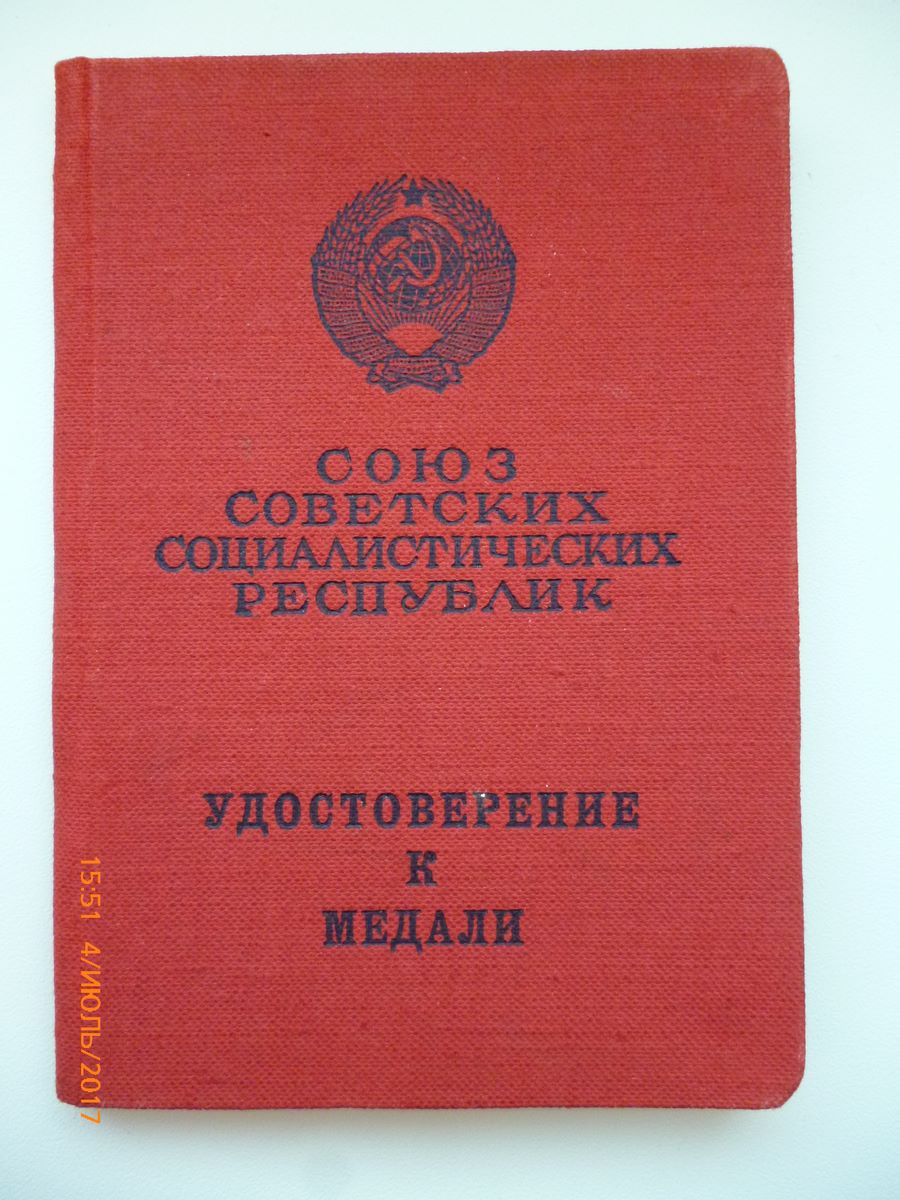 СОЮЗ
СОВЕТСКИХ
СОЦИАЛИСТИЧЕСКИХ
РЕСПУБЛИК
УДОСТОВЕРЕНИЕ
К
МЕДАЛИ
15:51 4/ИЮЛЬ/2017